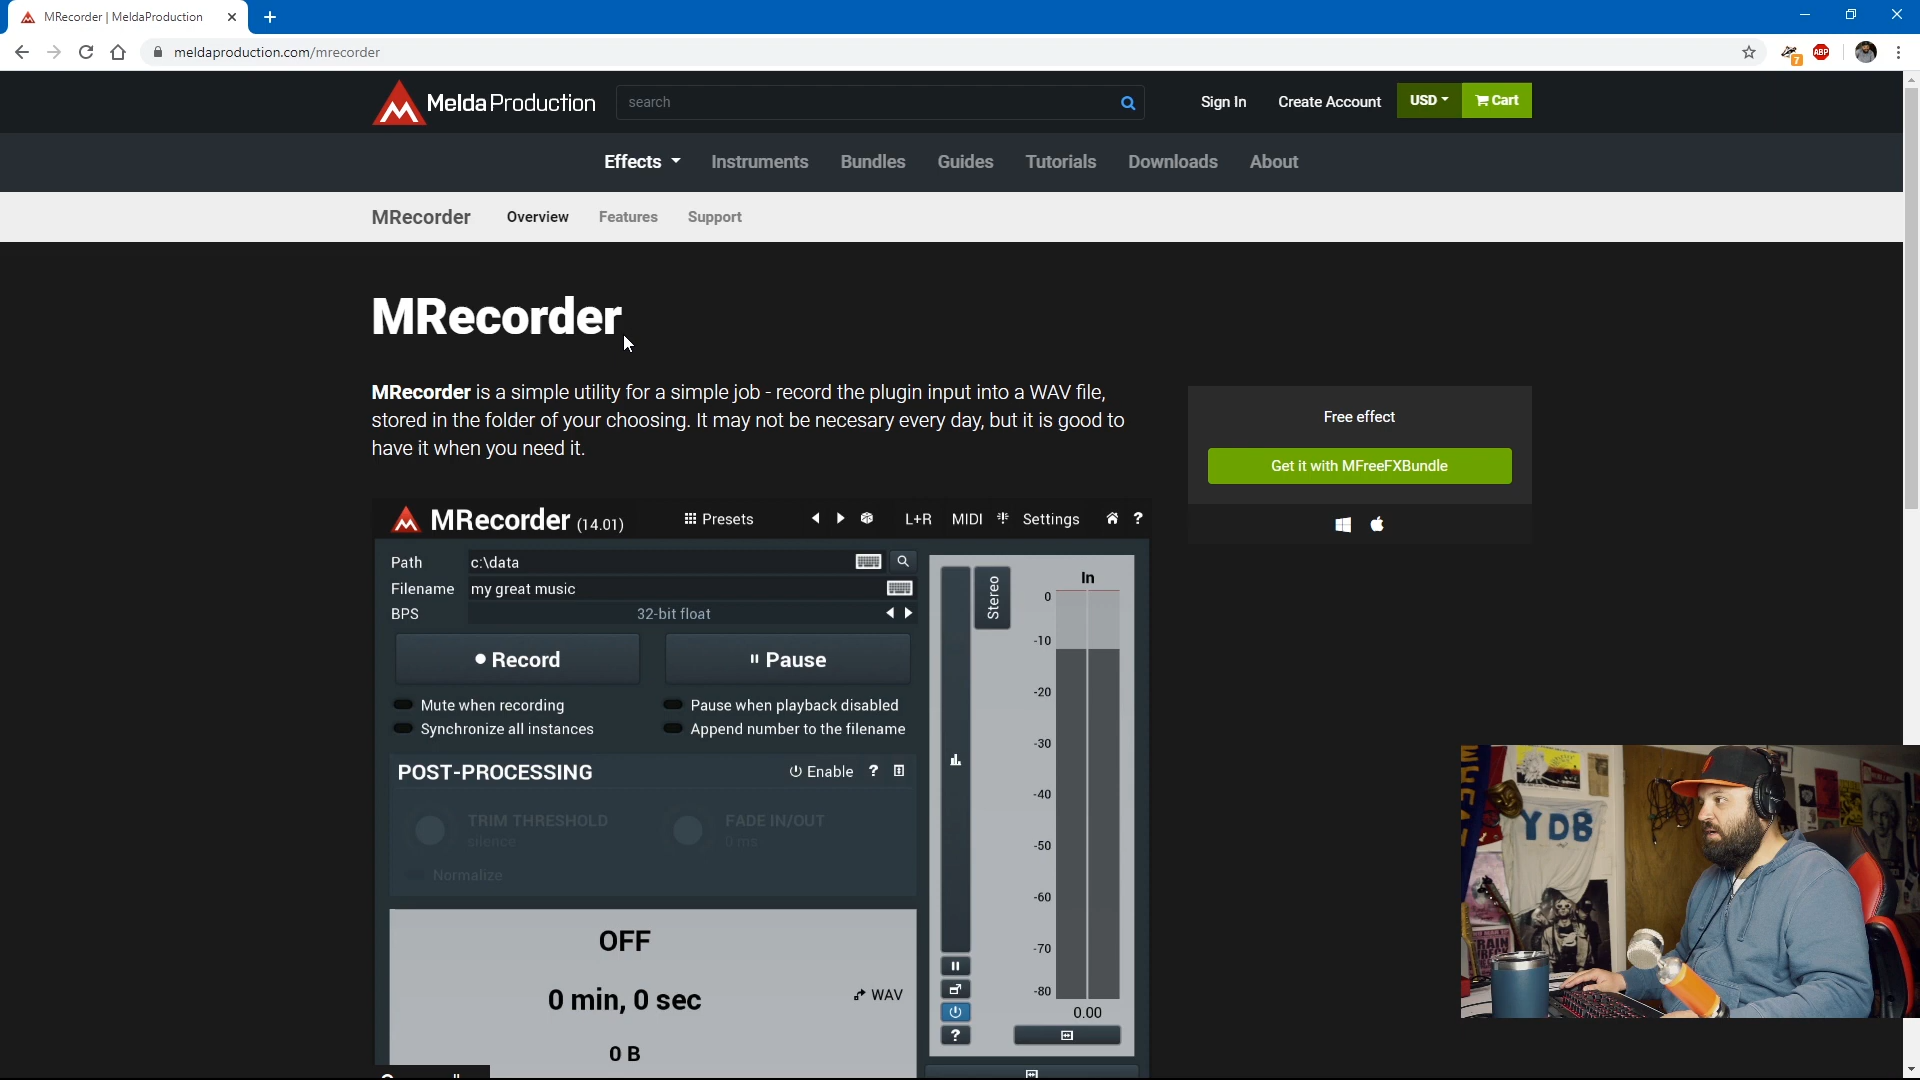 MRecorder | MeldaProduction
meldaproduction.com/mrecorder
7
ABP
MeldaProduction
search
Sign In
Create Account
USD
Cart
Effects
Instruments
Bundles
Guides
Tutorials
Downloads
About
MRecorder
Overview
Features
Support
MRecorder
MRecorder is a simple utility for a simple job - record the plugin input into a WAV file,
stored in the folder of your choosing. It may not be necesary every day, but it is good to
have it when you need it.
Free effect
Get it with MFreeFXBundle
MRecorder (14.01)
Presets
L+R
MIDI
Settings
?
Path
c:\data
Filename
my great music
BPS
32-bit float
Record
Pause
Mute when recording
Pause when playback disabled
Synchronize all instances
Append number to the filename
POST-PROCESSING
Enable
?
TRIM THRESHOLD
silence
FADE IN/OUT
0 ms
Normalize
OFF
0 min, 0 sec
WAV
0 B
Stereo
In
0
-10
-20
-30
-40
-50
-60
-70
-80
0.00
?
YDB